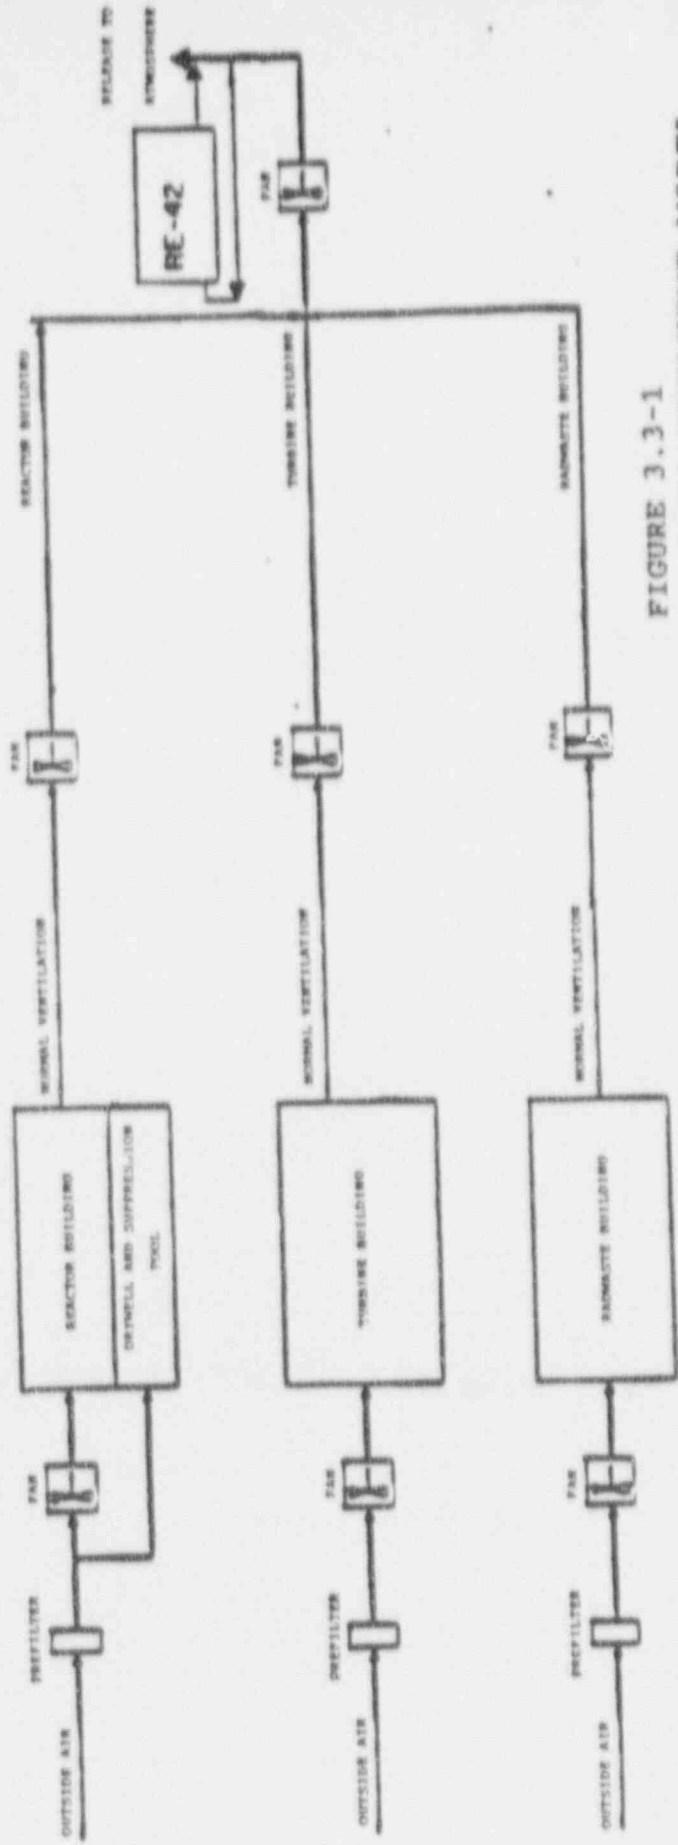 OUTSIDE AIR
PREFILTER
FAN
REACTOR BUILDING
DRYWELL AND SUPPRESSION
POOL
NORMAL VENTILATION
FAN
REACTOR BUILDING
RE-42
RELEASE TO
ATMOSPHERE
OUTSIDE AIR
PREFILTER
FAN
TURBINE BUILDING
NORMAL VENTILATION
FAN
TURBINE BUILDING
FAN
OUTSIDE AIR
PREFILTER
FAN
RADWASTE BUILDING
NORMAL VENTILATION
FAN
RADWASTE BUILDING
FIGURE 3.3-1